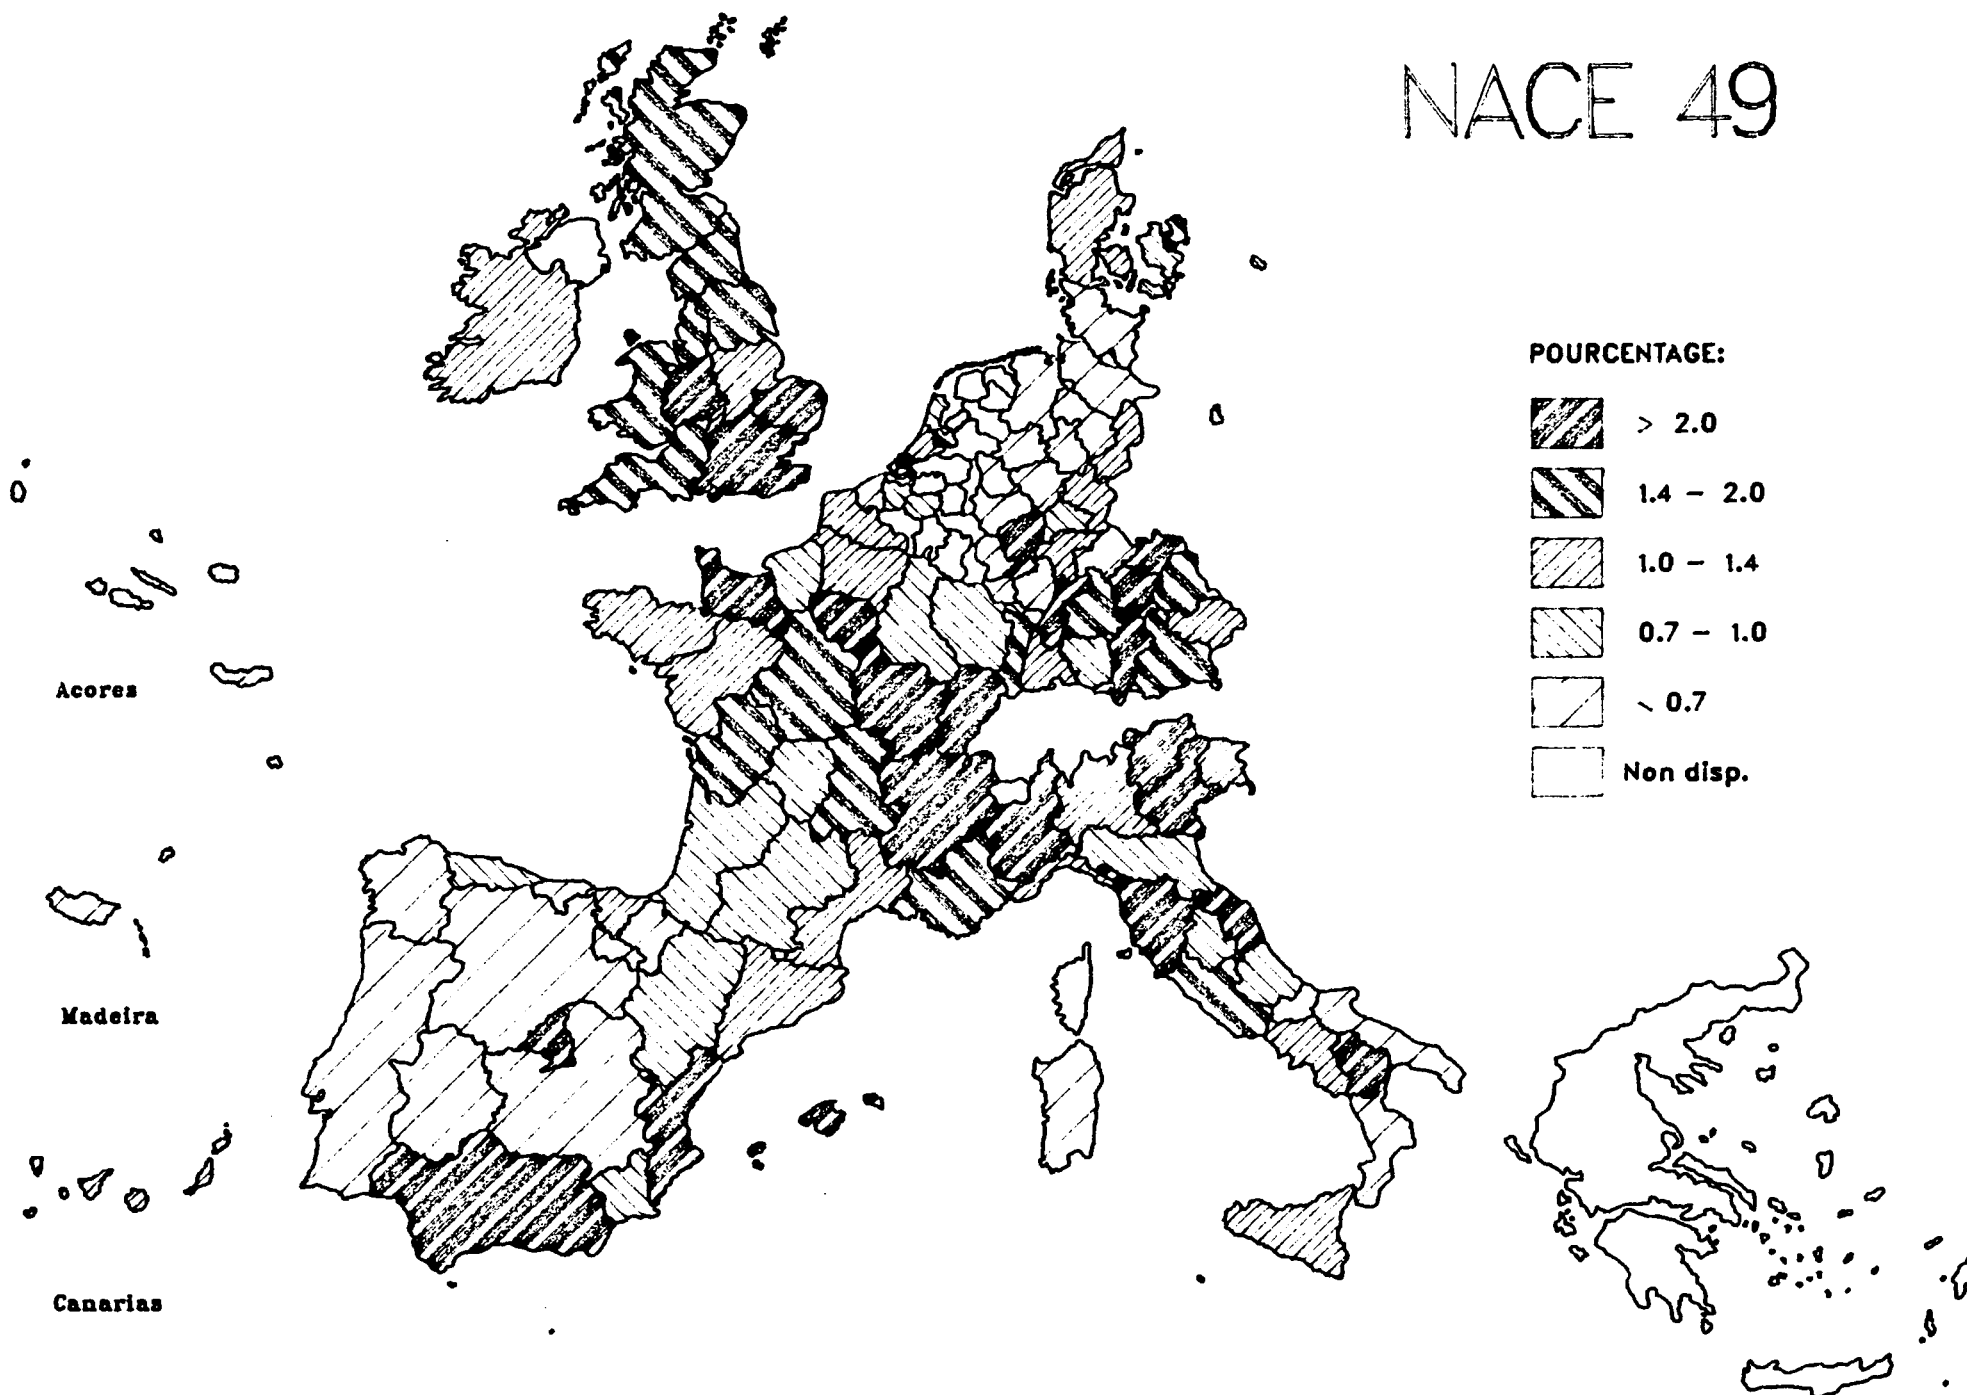 NACE 49
POURCENTAGE:
> 2.0
1.4 – 2.0
1.0 – 1.4
0.7 – 1.0
< 0.7
Non disp.
Acores
Madeira
Canarias